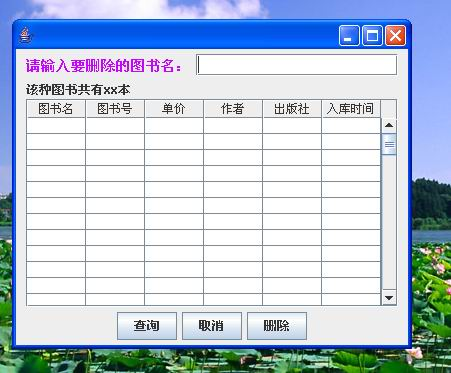 请输入要删除的图书名：
该种图书共有xx本
图书名 图书号 单价 作者 出版社 入库时间
查询 取消 删除